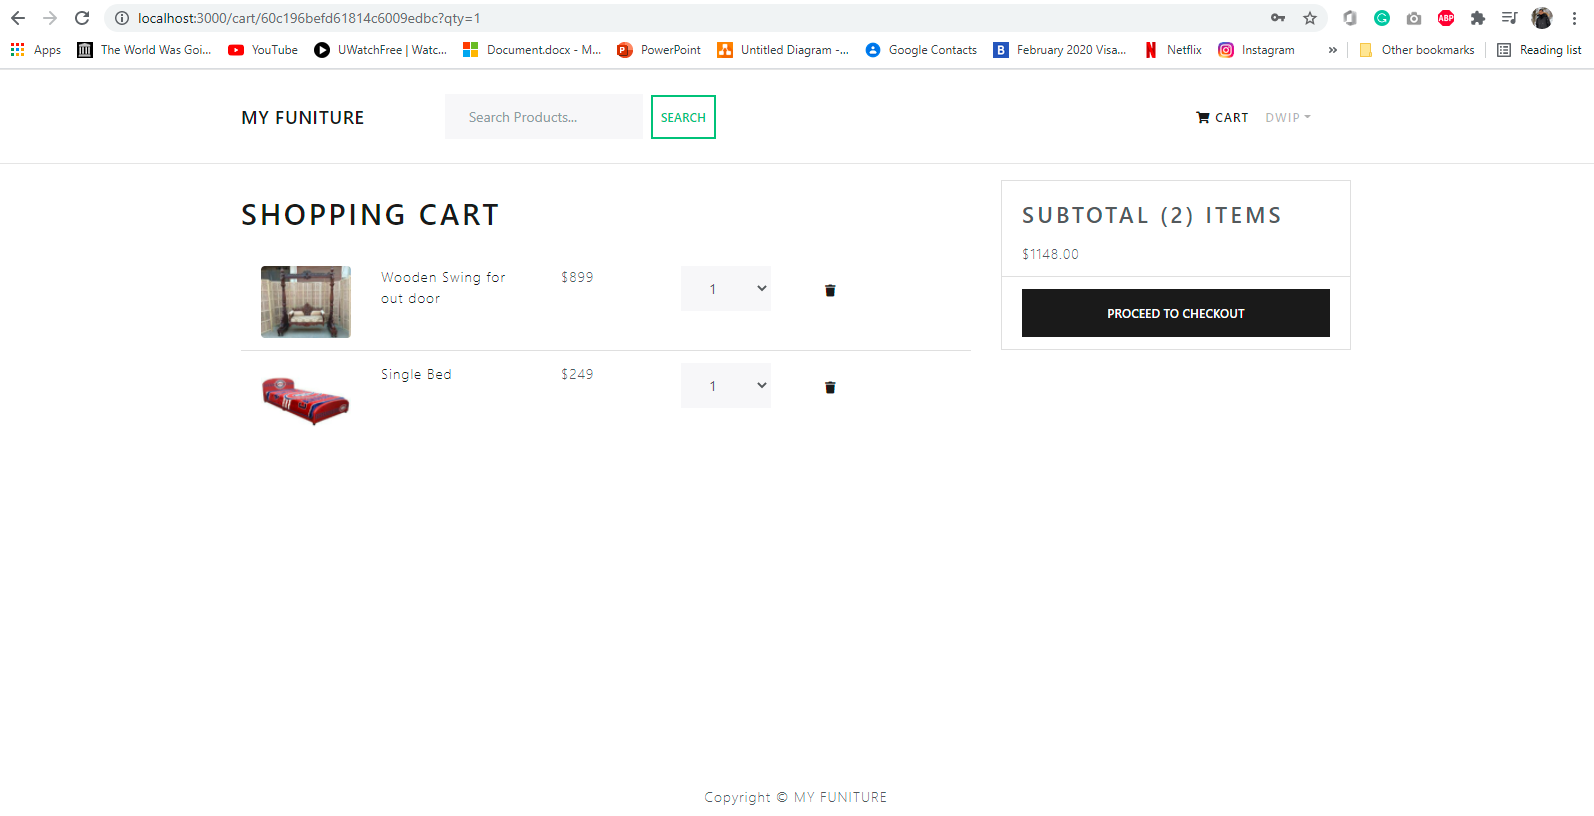 localhost:3000/cart/60c196befd61814c6009edbc?qty=1
Apps The World Was Goi... YouTube UWatchFree | Watc... Document.docx - M... PowerPoint Untitled Diagram -... Google Contacts February 2020 Visa... Netflix Instagram » Other bookmarks Reading list
MY FUNITURE Search Products... SEARCH CART DWIP
SHOPPING CART
Wooden Swing for
out door
$899
1
Single Bed
$249
1
SUBTOTAL (2) ITEMS
$1148.00
PROCEED TO CHECKOUT
Copyright © MY FUNITURE